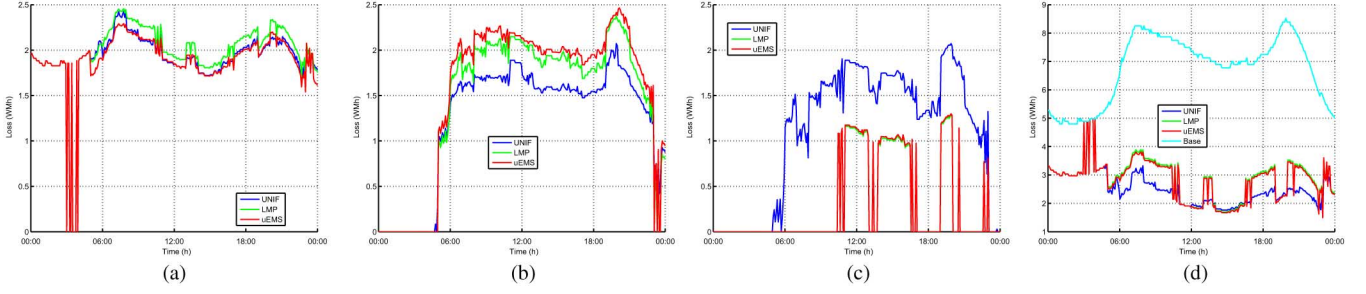 2.5
2
1.5
1
0.5
0
Loss (WMh)
UNIF
LMP
uEMS
00:00 06:00 12:00 18:00 00:00
Time (h)
(a)
2.5
2
1.5
1
0.5
0
Loss (WMh)
UNIF
LMP
uEMS
00:00 06:00 12:00 18:00 00:00
Time (h)
(b)
2.5
2
1.5
1
0.5
0
Loss (WMh)
UNIF
LMP
uEMS
00:00 06:00 12:00 18:00 00:00
Time (h)
(c)
9
8
7
6
5
4
3
2
1
Loss (WMh)
UNIF
LMP
uEMS
Base
00:00 06:00 12:00 18:00 00:00
Time (h)
(d)